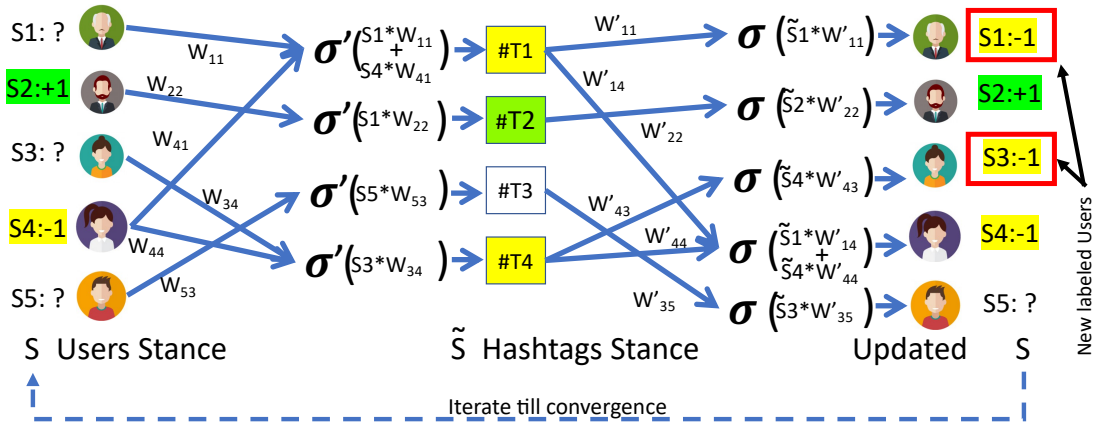 S1: ?
W11
σ'(S1*W11
+
S4*W41)
#T1
W'11
σ (S̃1*W'11)
S1:-1
S2:+1
W22
σ'(S1*W22)
#T2
W'14
W'22
σ (S̃2*W'22)
S2:+1
S3: ?
W41
W34
σ'(S5*W53)
#T3
W'43
σ (S̃4*W'43)
S3:-1
S4:-1
W44
σ'(S3*W34)
#T4
W'44
σ (S̃1*W'14
+
S̃4*W'44)
S4:-1
S5: ?
W53
W'35
σ (S̃3*W'35)
S5: ?
New labeled Users
S Users Stance
S̃ Hashtags Stance
Updated S
Iterate till convergence